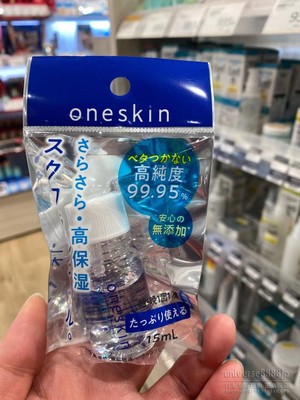 oneskin
さらさら・高保湿
スク
ベタつかない
高純度
99.95%
安心の
無添加
oneskin
たっぷり使える
15mL